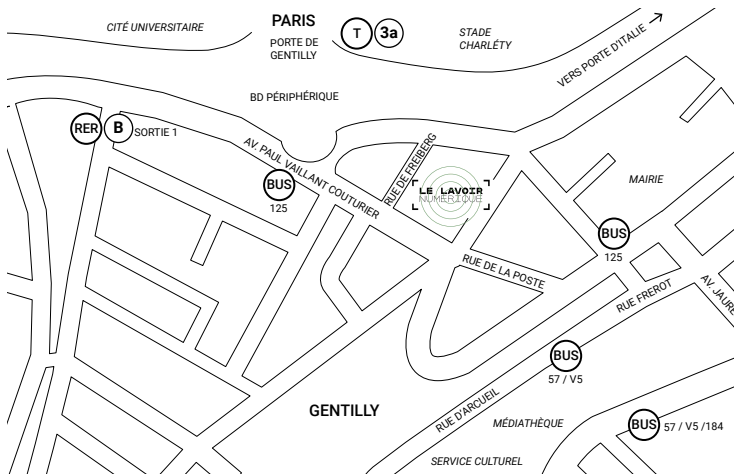 CITÉ UNIVERSITAIRE
PARIS
PORTE DE
GENTILLY
T 3a
STADE
CHARLÉTY
VERS PORTE D'ITALIE
BD PÉRIPHÉRIQUE
RER B SORTIE 1
AV. PAUL VAILLANT COUTURIER
RUE DE FREIBERG
BUS
125
LE LAVOIR
NUMÉRIQUE
MAIRIE
BUS
125
RUE DE LA POSTE
RUE FREROT
AV. JAURE
BUS
57 / V5
GENTILLY
RUE D'ARCUEIL
MÉDIATHÈQUE
BUS 57 / V5 /184
SERVICE CULTUREL